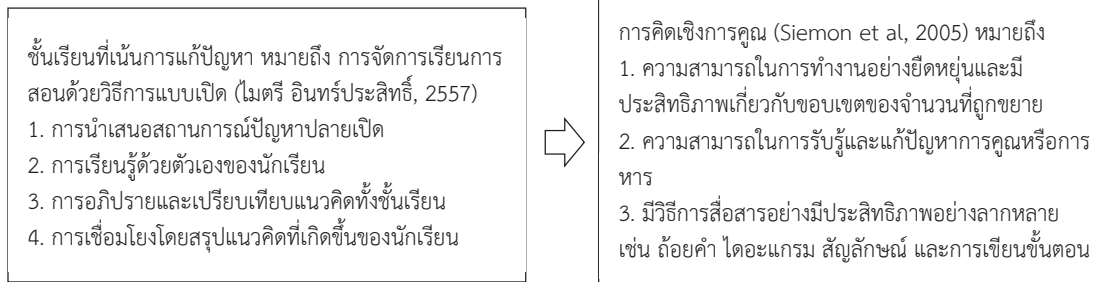 ชั้นเรียนที่เน้นการแก้ปัญหา หมายถึง การจัดการเรียนการ
สอนด้วยวิธีการแบบเปิด (ไมตรี อินทร์ประสิทธิ์, 2557)
1. การนำเสนอสถานการณ์ปัญหาปลายเปิด
2. การเรียนรู้ด้วยตัวเองของนักเรียน
3. การอภิปรายและเปรียบเทียบแนวคิดทั้งชั้นเรียน
4. การเชื่อมโยงโดยสรุปแนวคิดที่เกิดขึ้นของนักเรียน
การคิดเชิงการคูณ (Siemon et al, 2005) หมายถึง
1. ความสามารถในการทำงานอย่างยืดหยุ่นและมี
ประสิทธิภาพเกี่ยวกับขอบเขตของจำนวนที่ถูกขยาย
2. ความสามารถในการรับรู้และแก้ปัญหาการคูณหรือการ
หาร
3. มีวิธีการสื่อสารอย่างมีประสิทธิภาพอย่างลากหลาย
เช่น ถ้อยคำ ไดอะแกรม สัญลักษณ์ และการเขียนขั้นตอน